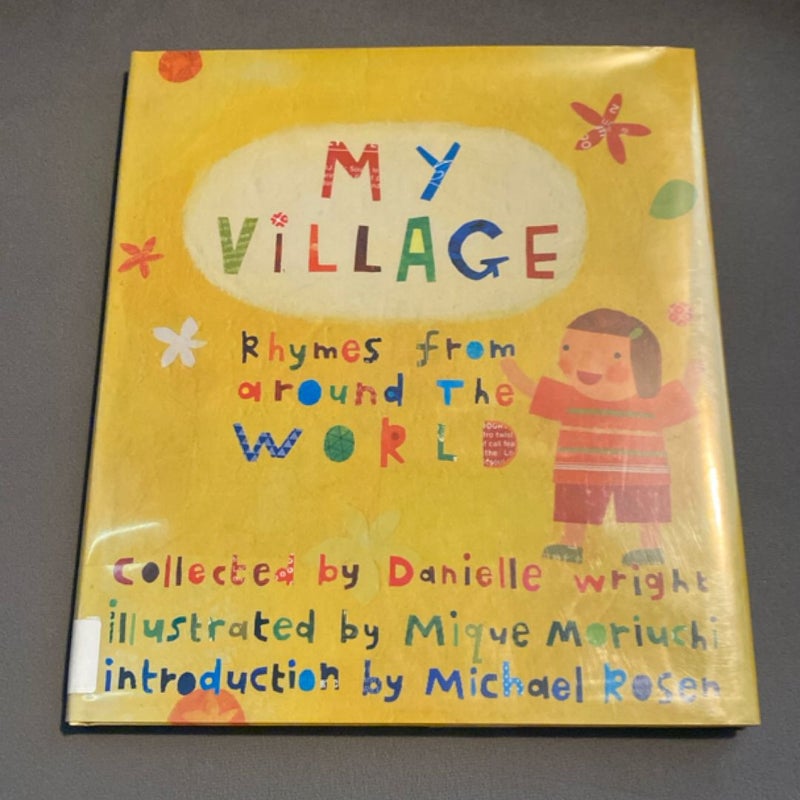 MY
ViLLAGE
Rhymes from
around The
WORLD
Collected by Danielle wright
illustrated by Mique Moriuchi
introduction by Michael Rosen